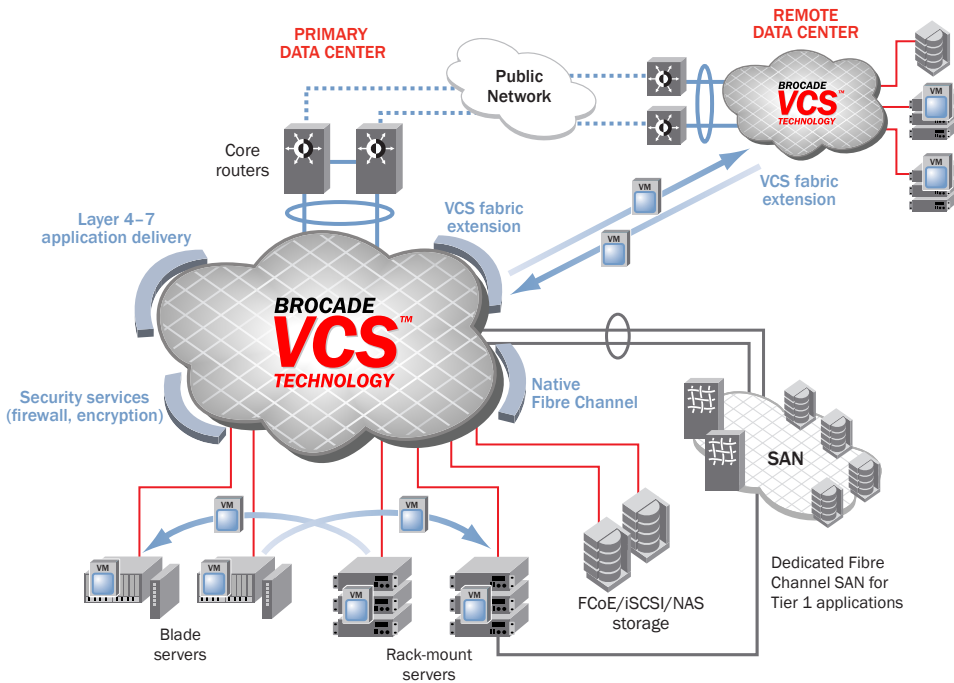 PRIMARY
DATA CENTER
REMOTE
DATA CENTER
Public
Network
BROCADE
VCS™
TECHNOLOGY
VM
VM
Core
routers
VCS fabric
extension
VM
VM
VCS fabric
extension
Layer 4–7
application delivery
BROCADE
VCS™
TECHNOLOGY
Security services
(firewall, encryption)
Native
Fibre Channel
SAN
VM
VM
VM
VM
VM
VM
Blade
servers
Rack-mount
servers
FCoE/iSCSI/NAS
storage
Dedicated Fibre
Channel SAN for
Tier 1 applications